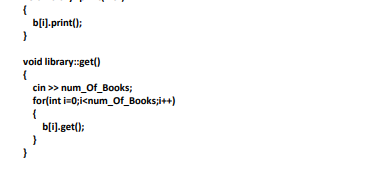 {
b[i].print();
}
void library::get()
{
cin >> num_Of_Books;
for(int i=0;i<num_Of_Books;i++)
{
b[i].get();
}
}